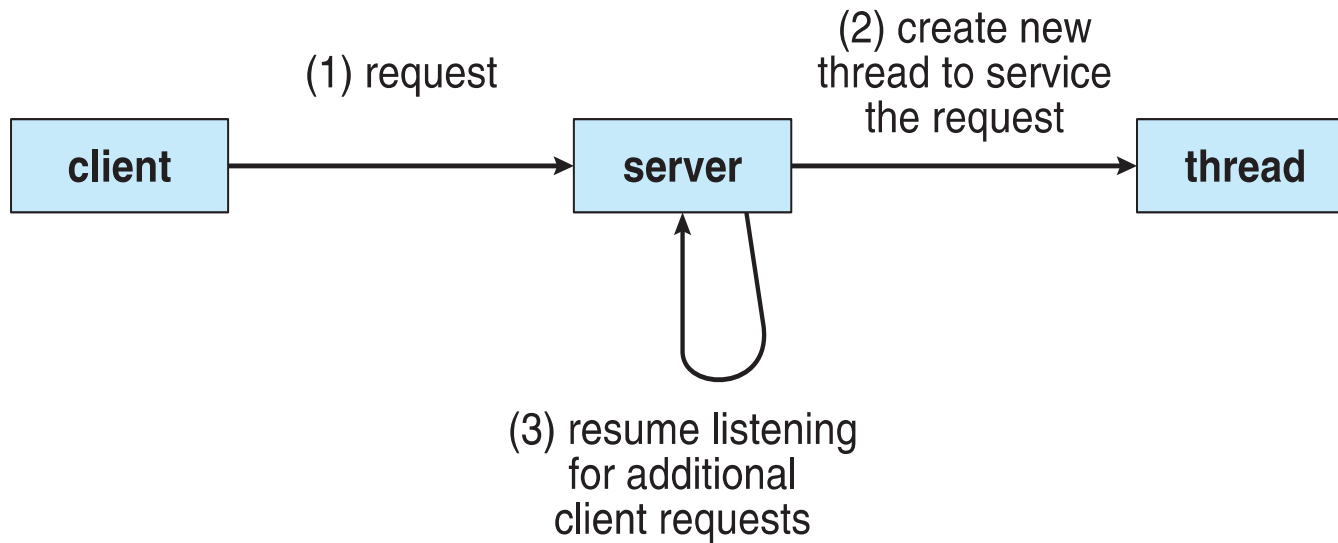 (1) request
(2) create new
thread to service
the request
client
server
thread
(3) resume listening
for additional
client requests